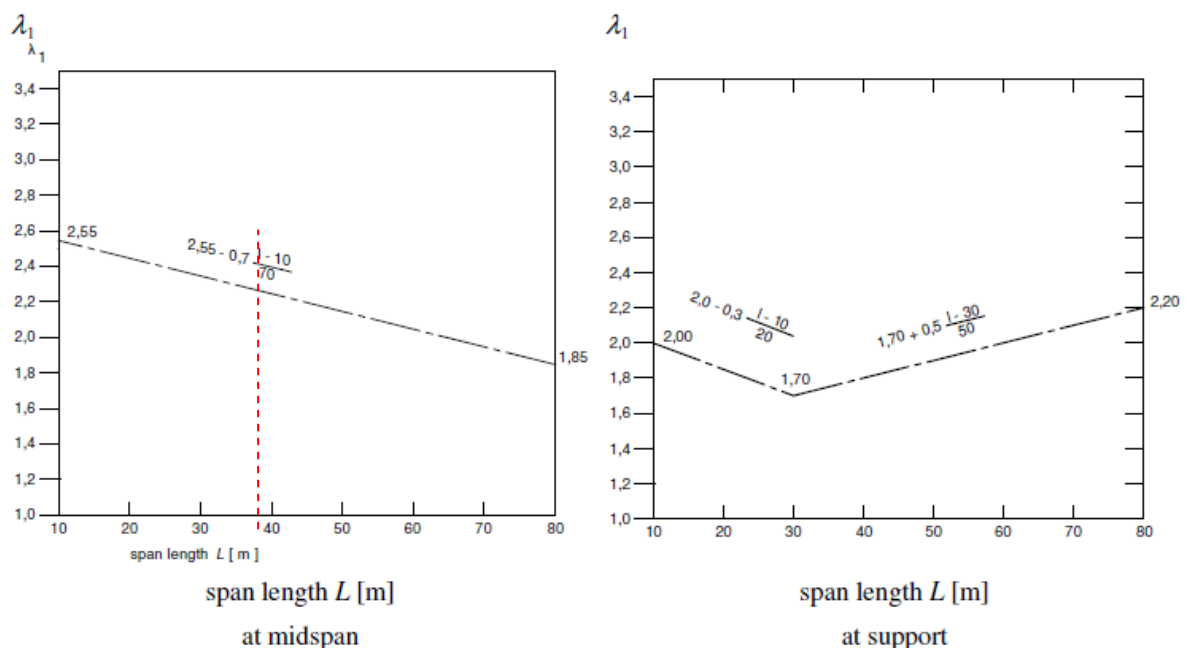 λ1
λ1
3,4
3,2
3,0
2,8
2,6
2,4
2,2
2,0
1,8
1,6
1,4
1,2
1,0
2,55
2,55 - 0,7 l - 10
70
1,85
10 20 30 40 50 60 70 80
span length L [ m ]
span length L [m]
at midspan
λ1
3,4
3,2
3,0
2,8
2,6
2,4
2,2
2,0
1,8
1,6
1,4
1,2
1,0
2,00
2,0 - 0,3 l - 10
20
1,70
1,70 + 0,5 l - 30
50
2,20
10 20 30 40 50 60 70 80
span length L [m]
at support